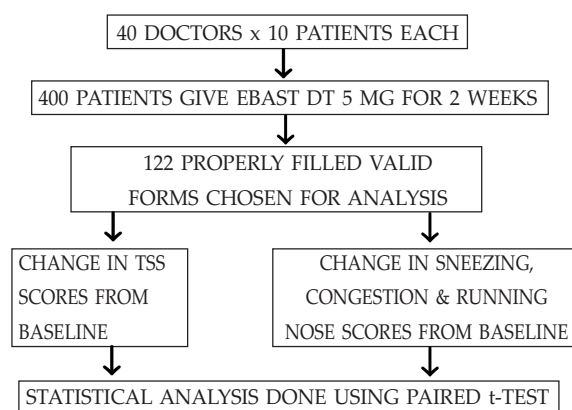 40 DOCTORS x 10 PATIENTS EACH
400 PATIENTS GIVE EBAST DT 5 MG FOR 2 WEEKS
122 PROPERLY FILLED VALID
FORMS CHOSEN FOR ANALYSIS
CHANGE IN TSS
SCORES FROM
BASELINE
CHANGE IN SNEEZING,
CONGESTION & RUNNING
NOSE SCORES FROM BASELINE
STATISTICAL ANALYSIS DONE USING PAIRED t-TEST